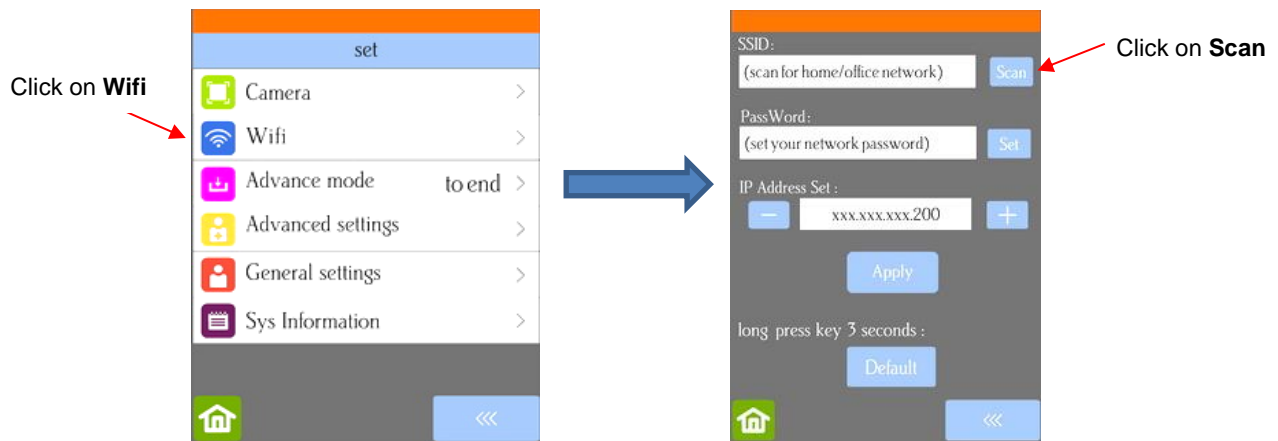 Click on Wifi
set
Camera
Wifi
Advance mode to end
Advanced settings
General settings
Sys Information
<<<
SSID:
(scan for home/office network) Scan
Click on Scan
PassWord:
(set your network password) Set
IP Address Set :
− xxx.xxx.xxx.200 +
Apply
long press key 3 seconds :
Default
<<<